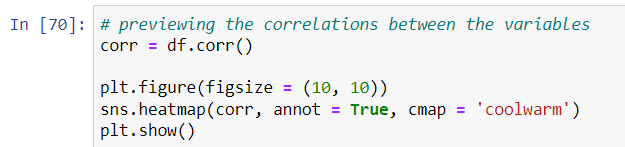 In [70]: # previewing the correlations between the variables
corr = df.corr()
plt.figure(figsize = (10, 10))
sns.heatmap(corr, annot = True, cmap = 'coolwarm')
plt.show()